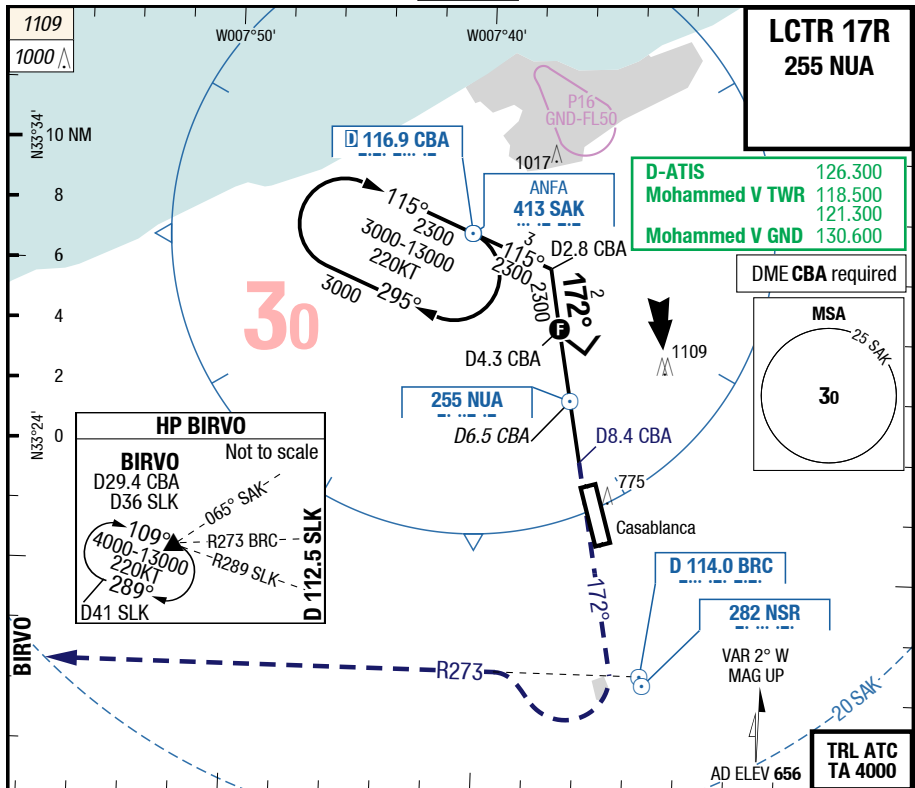 1109
1000
W007°50'
W007°40'
LCTR 17R
255 NUA
N33°34'
10 NM
8
6
4
2
N33°24'
0
P16
GND-FL50
D 116.9 CBA
1017
ANFA
413 SAK
D-ATIS 126.300
Mohammed V TWR 118.500
121.300
Mohammed V GND 130.600
DME CBA required
MSA
25 SAK
30
115°
2300
3000-13000
220KT
295°
3000
3
115°
2300
D2.8 CBA
2
172°
2300
F
D4.3 CBA
30
1109
255 NUA
D6.5 CBA
D8.4 CBA
775
Casablanca
HP BIRVO
Not to scale
BIRVO
D29.4 CBA
D36 SLK
065° SAK
109°
R273 BRC
4000-13000
R289 SLK
220KT
289°
D41 SLK
D 112.5 SLK
172°
D 114.0 BRC
282 NSR
BIRVO
R273
VAR 2° W
MAG UP
20 SAK
AD ELEV 656
TRL ATC
TA 4000